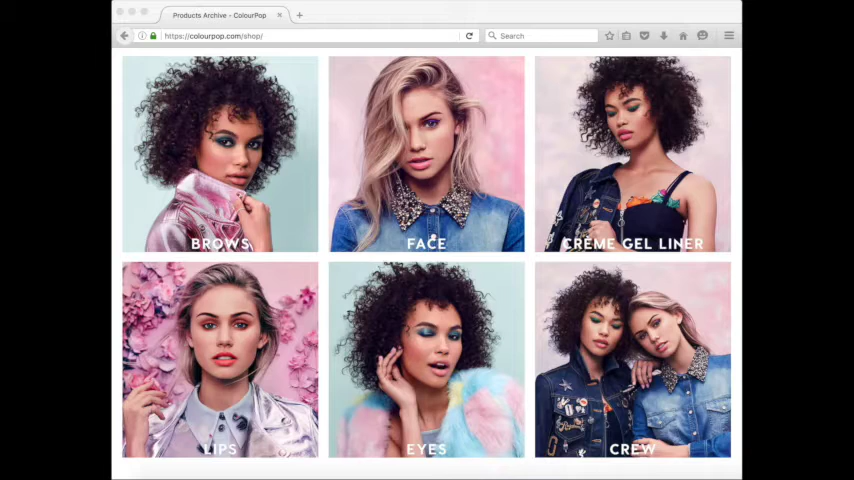 Products Archive - ColourPop
https://colourpop.com/shop/
Search
BROWS
FACE
CRÈME GEL LINER
LIPS
EYES
CREW